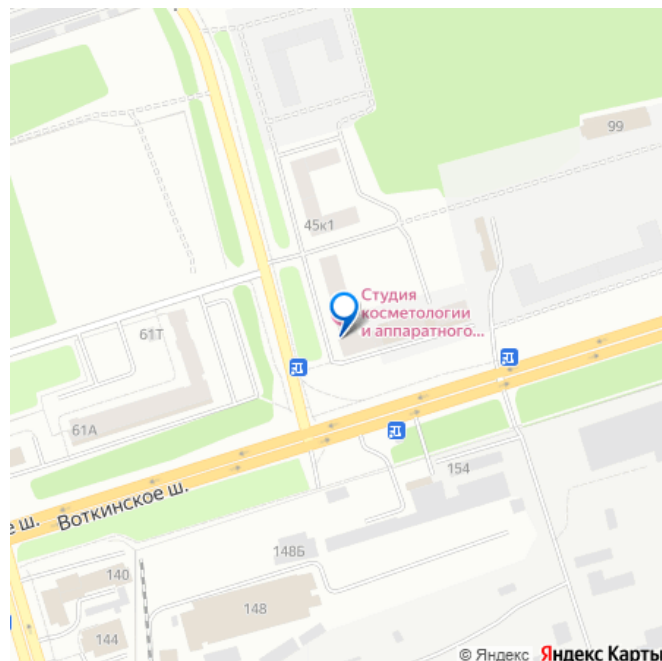 99
45к1
Студия
косметологии
и аппаратного...
61Т
61А
154
Воткинское ш.
е ш.
148Б
140
148
144
© Яндекс Яндекс Карты